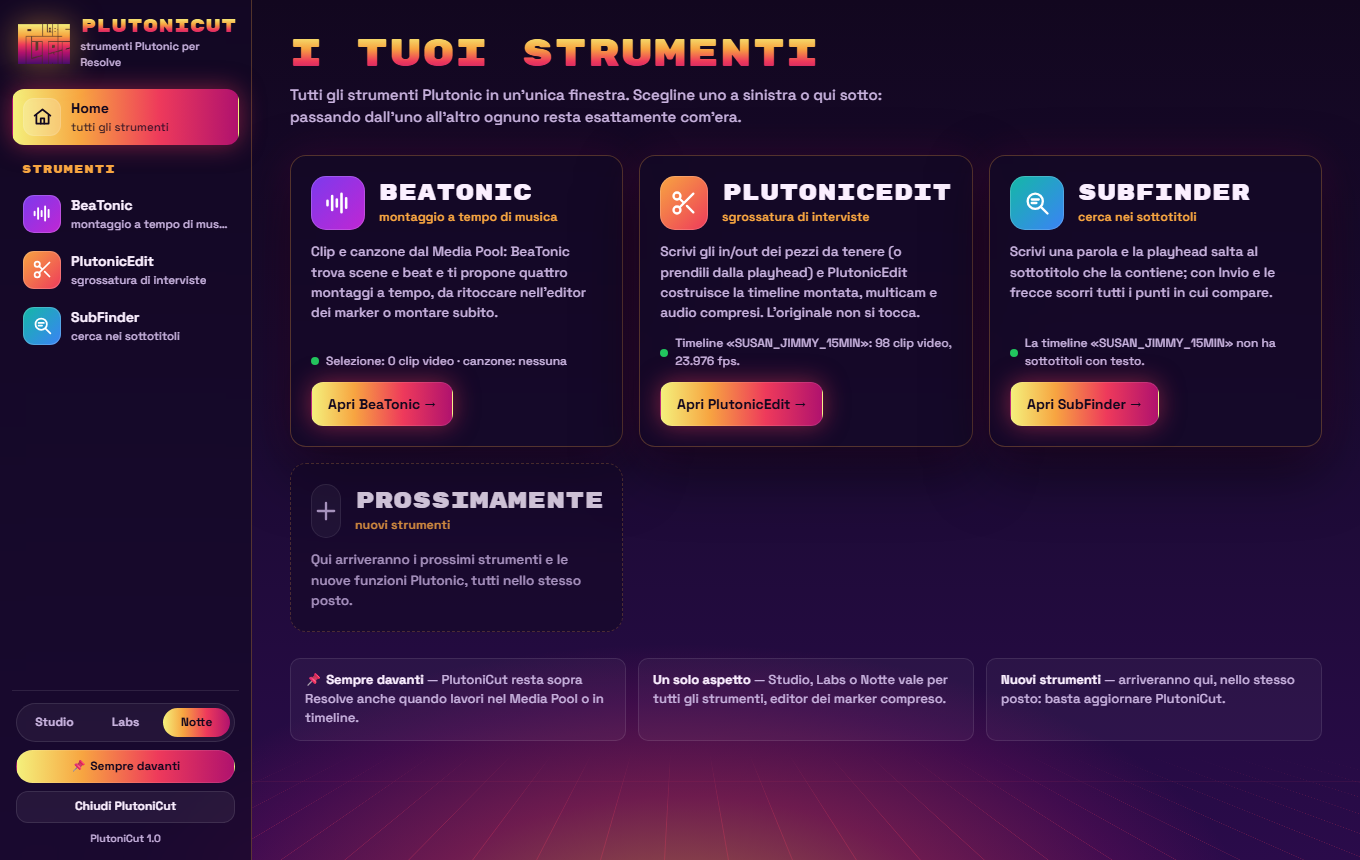 PLUTONICUT
strumenti Plutonic per
Resolve
Home
tutti gli strumenti
STRUMENTI
BeaTonic
montaggio a tempo di mus...
PlutonicEdit
sgrossatura di interviste
SubFinder
cerca nei sottotitoli
Studio Labs Notte
📌 Sempre davanti
Chiudi PlutoniCut
PlutoniCut 1.0
I TUOI STRUMENTI
Tutti gli strumenti Plutonic in un'unica finestra. Scegline uno a sinistra o qui sotto:
passando dall'uno all'altro ognuno resta esattamente com'era.
BEATONIC
montaggio a tempo di musica
Clip e canzone dal Media Pool: BeaTonic
trova scene e beat e ti propone quattro
montaggi a tempo, da ritoccare nell'editor
dei marker o montare subito.
Selezione: 0 clip video · canzone: nessuna
Apri BeaTonic →
PLUTONICEDIT
sgrossatura di interviste
Scrivi gli in/out dei pezzi da tenere (o
prendili dalla playhead) e PlutonicEdit
costruisce la timeline montata, multicam e
audio compresi. L'originale non si tocca.
Timeline «SUSAN_JIMMY_15MIN»: 98 clip video,
23.976 fps.
Apri PlutonicEdit →
SUBFINDER
cerca nei sottotitoli
Scrivi una parola e la playhead salta al
sottotitolo che la contiene; con Invio e le
frecce scorri tutti i punti in cui compare.
La timeline «SUSAN_JIMMY_15MIN» non ha
sottotitoli con testo.
Apri SubFinder →
PROSSIMAMENTE
nuovi strumenti
Qui arriveranno i prossimi strumenti e le
nuove funzioni Plutonic, tutti nello stesso
posto.
📌 Sempre davanti — PlutoniCut resta sopra
Resolve anche quando lavori nel Media Pool o in
timeline.
Un solo aspetto — Studio, Labs o Notte vale per
tutti gli strumenti, editor dei marker compreso.
Nuovi strumenti — arriveranno qui, nello stesso
posto: basta aggiornare PlutoniCut.